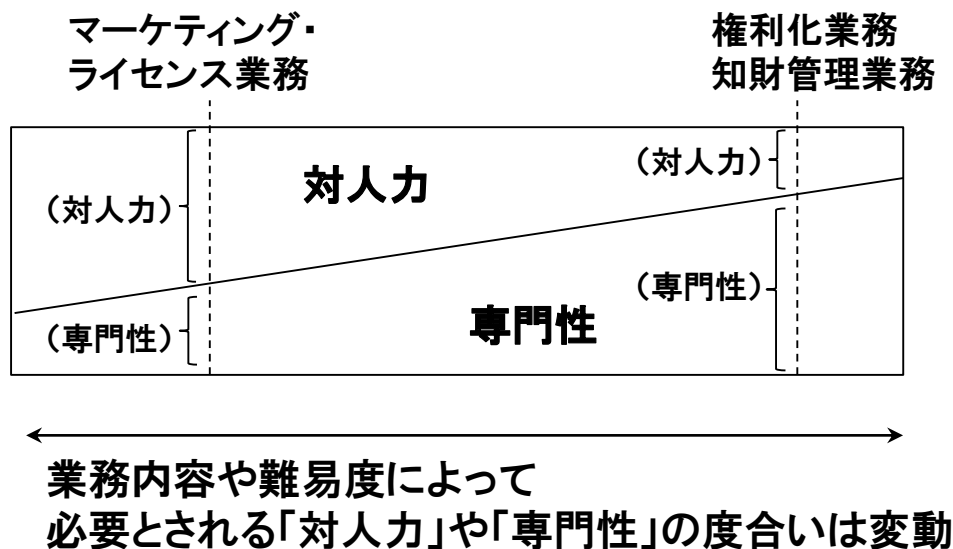 マーケティング・
ライセンス業務
権利化業務
知財管理業務
(対人力)
対人力
(対人力)
(専門性)
専門性
(専門性)
業務内容や難易度によって
必要とされる「対人力」や「専門性」の度合いは変動